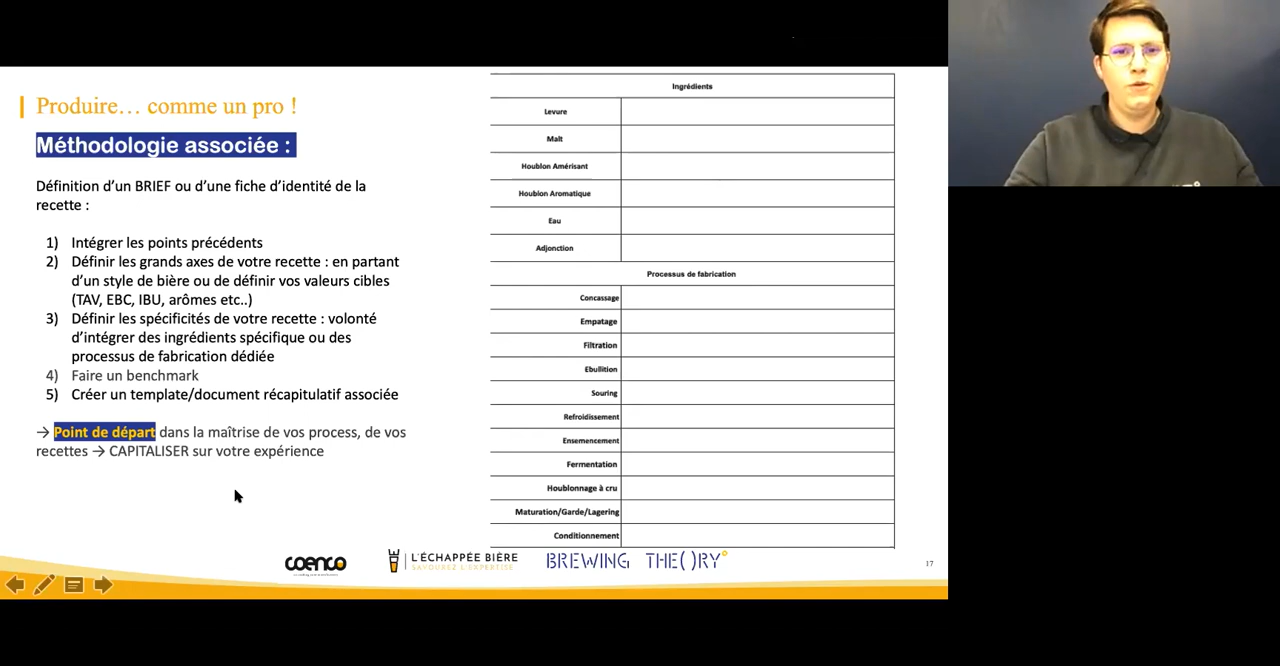 Produire… comme un pro !
Méthodologie associée :
Définition d'un BRIEF ou d'une fiche d'identité de la
recette :
1) Intégrer les points précédents
2) Définir les grands axes de votre recette : en partant
d'un style de bière ou de définir vos valeurs cibles
(TAV, EBC, IBU, arômes etc..)
3) Définir les spécificités de votre recette : volonté
d'intégrer des ingrédients spécifique ou des
processus de fabrication dédiée
4) Faire un benchmark
5) Créer un template/document récapitulatif associée
→ Point de départ dans la maîtrise de vos process, de vos
recettes → CAPITALISER sur votre expérience
Ingrédients
Levure
Malt
Houblon Amérisant
Houblon Aromatique
Eau
Adjonction
Processus de fabrication
Concassage
Empatage
Filtration
Ebullition
Souring
Refroidissement
Ensemencement
Fermentation
Houblonnage à cru
Maturation/Garde/Lagering
Conditionnement
coenco
L'ÉCHAPPÉE BIÈRE
SAVOUREZ L'EXPERTISE
BREWING THE()RY°
17